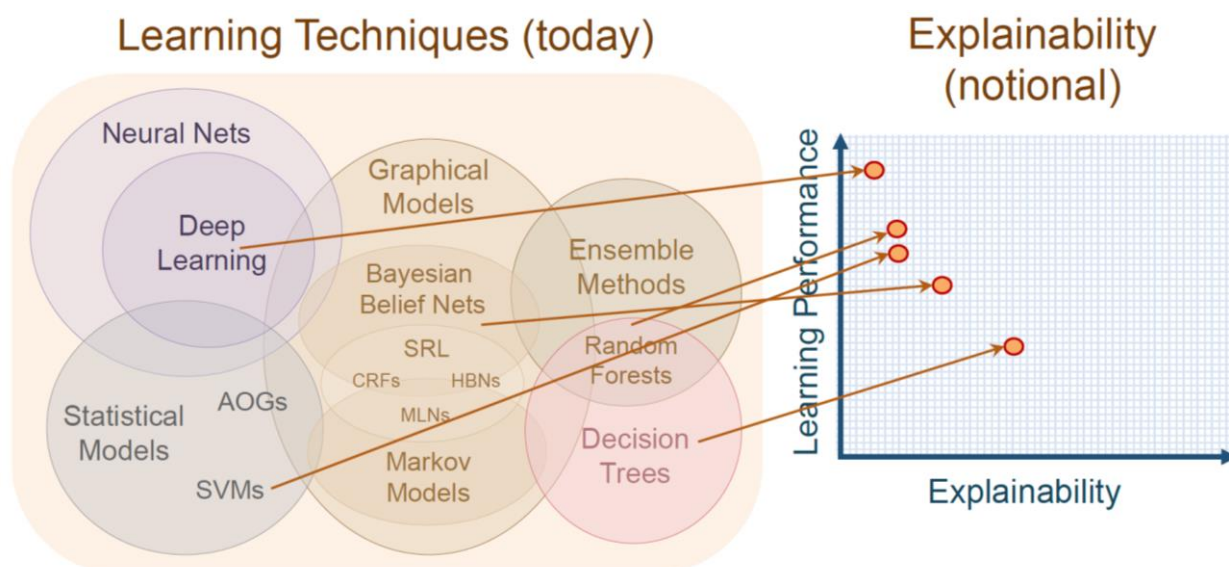 Learning Techniques (today)
Neural Nets
Deep
Learning
Graphical
Models
Bayesian
Belief Nets
SRL
CRFs
HBNs
MLNs
Markov
Models
Ensemble
Methods
Random
Forests
Decision
Trees
Statistical
Models
AOGs
SVMs
Explainability
(notional)
Learning Performance
Explainability